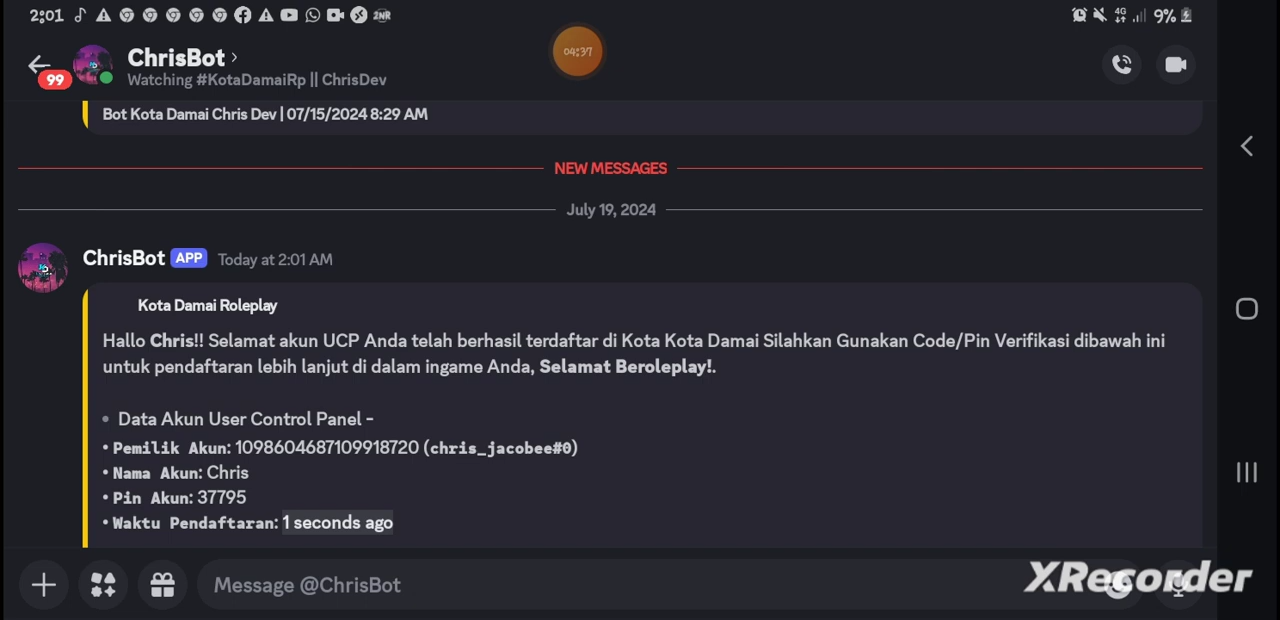 2:01
2NR
4G
9%
04:37
99
ChrisBot
Watching #KotaDamaiRp || ChrisDev
Bot Kota Damai Chris Dev | 07/15/2024 8:29 AM
NEW MESSAGES
July 19, 2024
ChrisBot APP Today at 2:01 AM
Kota Damai Roleplay
Hallo Chris!! Selamat akun UCP Anda telah berhasil terdaftar di Kota Kota Damai Silahkan Gunakan Code/Pin Verifikasi dibawah ini
untuk pendaftaran lebih lanjut di dalam ingame Anda, Selamat Beroleplay!.
• Data Akun User Control Panel -
• Pemilik Akun: 1098604687109918720 (chris_jacobee#0)
• Nama Akun: Chris
• Pin Akun: 37795
• Waktu Pendaftaran: 1 seconds ago
Message @ChrisBot
XRecorder